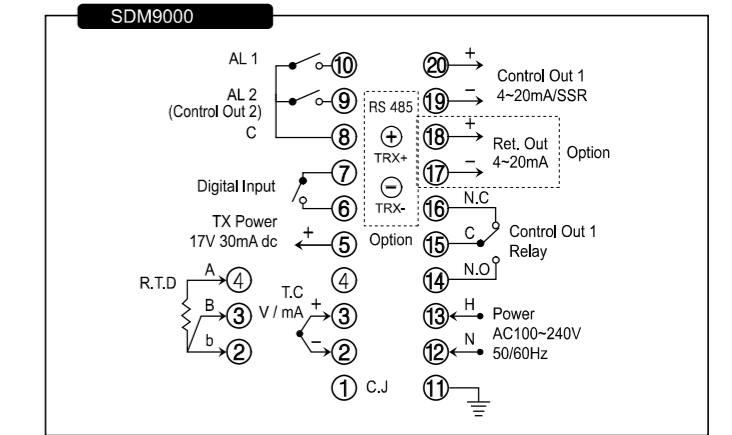 SDM9000
AL 1
10
AL 2
(Control Out 2)
9
C
8
7
Digital Input
6
TX Power
17V 30mA dc
+
5
RS 485
+
TRX+
−
TRX-
Option
20
+
Control Out 1
4~20mA/SSR
19
−
18
+
Ret. Out
4~20mA
17
−
Option
16
N.C
15
C
Control Out 1
Relay
14
N.O
R.T.D
A
4
B
3
b
2
4
T.C
V / mA
+
3
−
2
1
C.J
13
H
Power
AC100~240V
50/60Hz
12
N
11